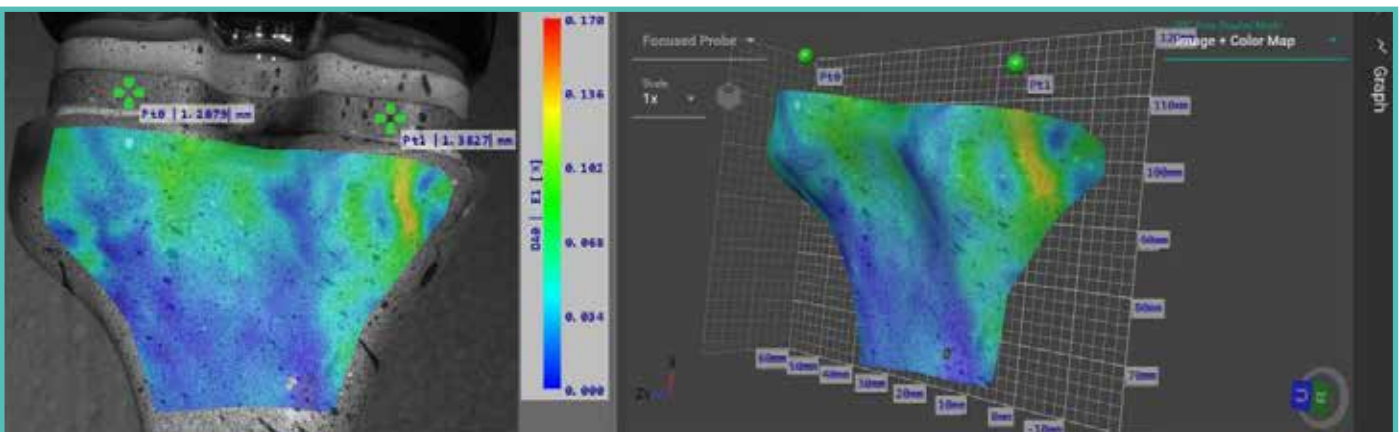 Pt0 | 1.2879| mm
Pt1 | 1.3827| mm
0.170
0.136
0.102
0.068
0.034
0.000
Focused Probe
Scale
1x
Pt0
Pt1
Image + Color Map
120mm
110mm
100mm
90mm
80mm
70mm
60mm
50mm
40mm
30mm
20mm
10mm
0mm
-10mm
Graph